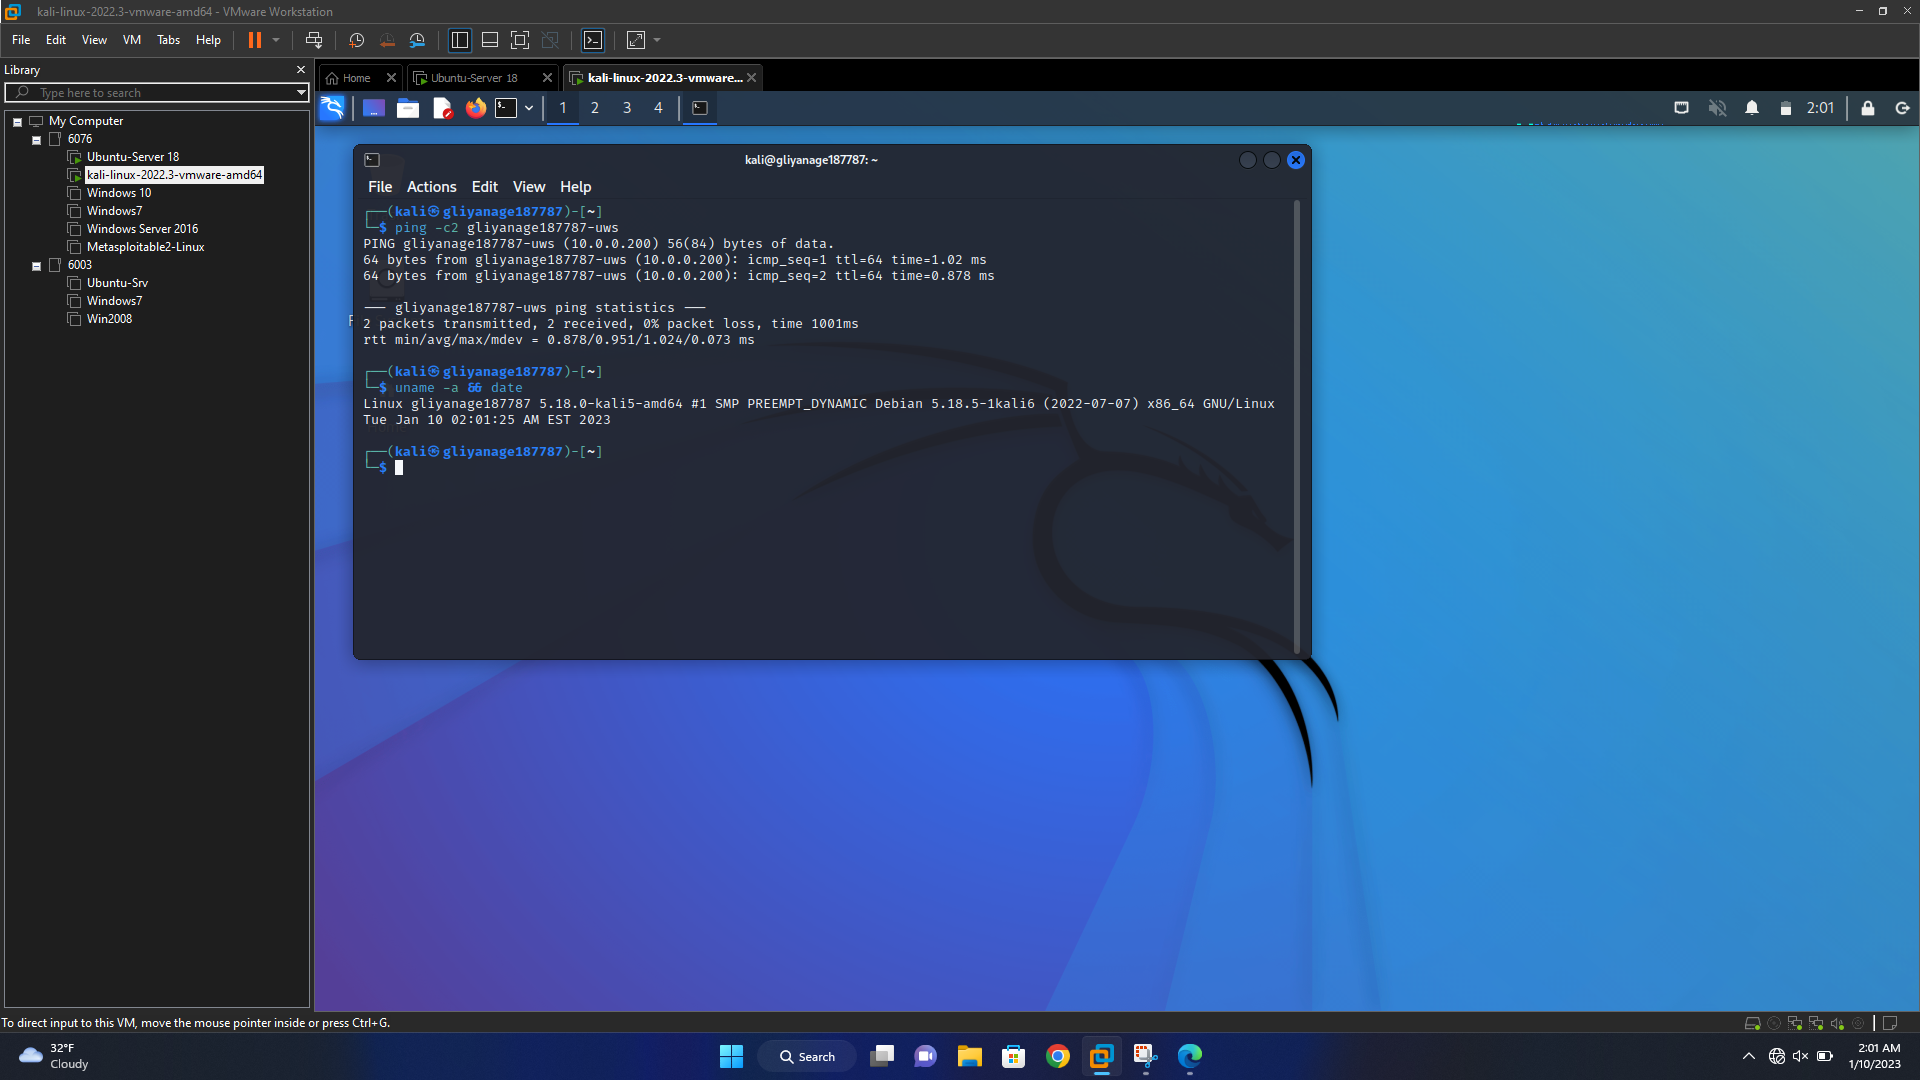 kali-linux-2022.3-vmware-amd64 - VMware Workstation
File Edit View VM Tabs Help
Library
Type here to search
My Computer
6076
Ubuntu-Server 18
kali-linux-2022.3-vmware-amd64
Windows 10
Windows7
Windows Server 2016
Metasploitable2-Linux
6003
Ubuntu-Srv
Windows7
Win2008
Home
Ubuntu-Server 18
kali-linux-2022.3-vmware...
1 2 3 4
2:01
kali@gliyanage187787: ~
File Actions Edit View Help
┌──(kali㉿gliyanage187787)-[~]
└─$ ping -c2 gliyanage187787-uws
PING gliyanage187787-uws (10.0.0.200) 56(84) bytes of data.
64 bytes from gliyanage187787-uws (10.0.0.200): icmp_seq=1 ttl=64 time=1.02 ms
64 bytes from gliyanage187787-uws (10.0.0.200): icmp_seq=2 ttl=64 time=0.878 ms
--- gliyanage187787-uws ping statistics ---
2 packets transmitted, 2 received, 0% packet loss, time 1001ms
rtt min/avg/max/mdev = 0.878/0.951/1.024/0.073 ms
┌──(kali㉿gliyanage187787)-[~]
└─$ uname -a && date
Linux gliyanage187787 5.18.0-kali5-amd64 #1 SMP PREEMPT_DYNAMIC Debian 5.18.5-1kali6 (2022-07-07) x86_64 GNU/Linux
Tue Jan 10 02:01:25 AM EST 2023
┌──(kali㉿gliyanage187787)-[~]
└─$
To direct input to this VM, move the mouse pointer inside or press Ctrl+G.
32°F
Cloudy
Search
2:01 AM
1/10/2023